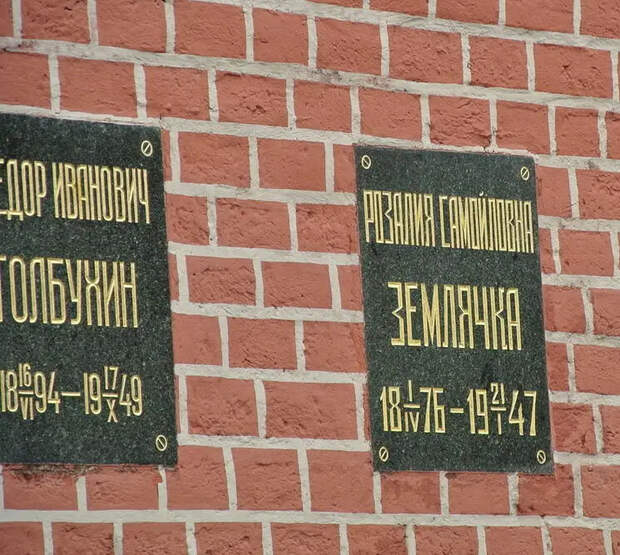 ЕДОР ИВАНОВИЧ
ТОЛБУХИН
18 16/VI 94 — 19 17/X 49
РОЗАЛИЯ САМОЙЛОВНА
ЗЕМЛЯЧКА
18 1/IV 76 — 19 21/I 47